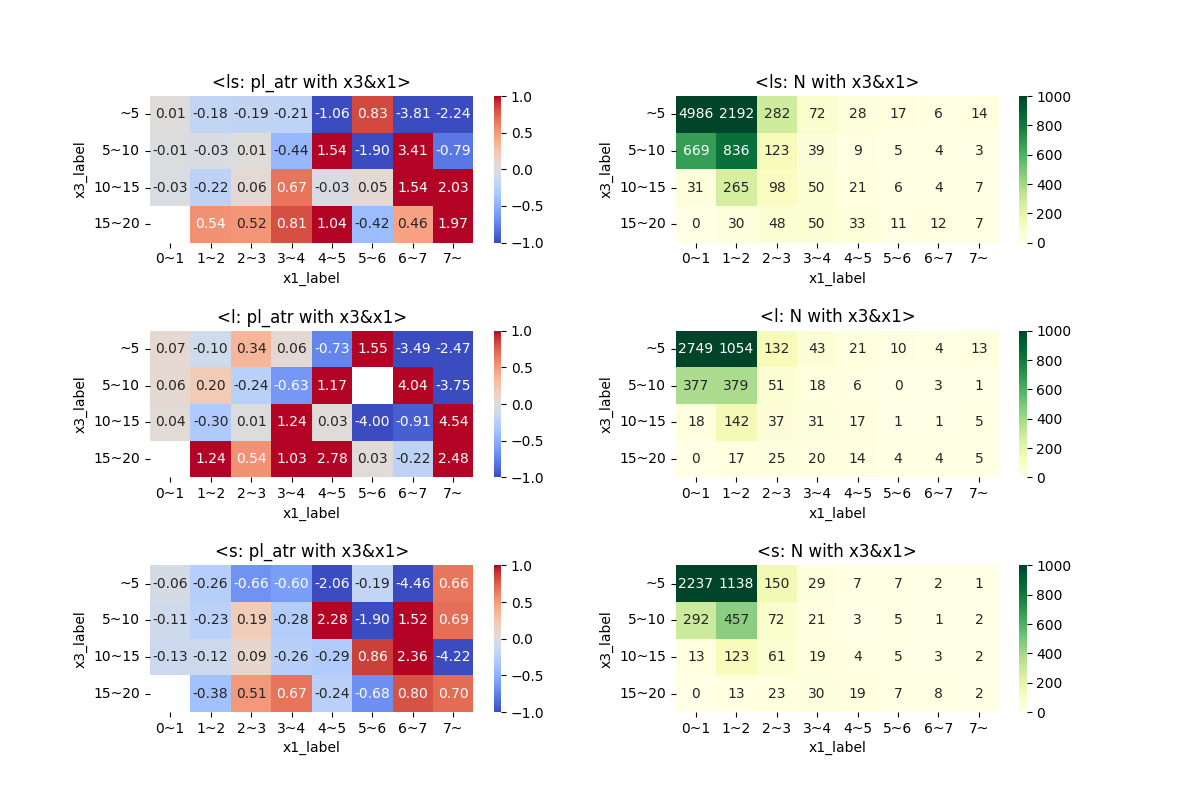 <ls: pl_atr with x3&x1>
x3_label
~5 0.01 -0.18 -0.19 -0.21 -1.06 0.83 -3.81 -2.24
5~10 -0.01 -0.03 0.01 -0.44 1.54 -1.90 3.41 -0.79
10~15 -0.03 -0.22 0.06 0.67 -0.03 0.05 1.54 2.03
15~20 0.54 0.52 0.81 1.04 -0.42 0.46 1.97
0~1 1~2 2~3 3~4 4~5 5~6 6~7 7~
x1_label
1.0
0.5
0.0
−0.5
−1.0
<ls: N with x3&x1>
x3_label
~5 4986 2192 282 72 28 17 6 14
5~10 669 836 123 39 9 5 4 3
10~15 31 265 98 50 21 6 4 7
15~20 0 30 48 50 33 11 12 7
0~1 1~2 2~3 3~4 4~5 5~6 6~7 7~
x1_label
1000
800
600
400
200
0
<l: pl_atr with x3&x1>
x3_label
~5 0.07 -0.10 0.34 0.06 -0.73 1.55 -3.49 -2.47
5~10 0.06 0.20 -0.24 -0.63 1.17 4.04 -3.75
10~15 0.04 -0.30 0.01 1.24 0.03 -4.00 -0.91 4.54
15~20 1.24 0.54 1.03 2.78 0.03 -0.22 2.48
0~1 1~2 2~3 3~4 4~5 5~6 6~7 7~
x1_label
1.0
0.5
0.0
−0.5
−1.0
<l: N with x3&x1>
x3_label
~5 2749 1054 132 43 21 10 4 13
5~10 377 379 51 18 6 0 3 1
10~15 18 142 37 31 17 1 1 5
15~20 0 17 25 20 14 4 4 5
0~1 1~2 2~3 3~4 4~5 5~6 6~7 7~
x1_label
1000
800
600
400
200
0
<s: pl_atr with x3&x1>
x3_label
~5 -0.06 -0.26 -0.66 -0.60 -2.06 -0.19 -4.46 0.66
5~10 -0.11 -0.23 0.19 -0.28 2.28 -1.90 1.52 0.69
10~15 -0.13 -0.12 0.09 -0.26 -0.29 0.86 2.36 -4.22
15~20 -0.38 0.51 0.67 -0.24 -0.68 0.80 0.70
0~1 1~2 2~3 3~4 4~5 5~6 6~7 7~
x1_label
1.0
0.5
0.0
−0.5
−1.0
<s: N with x3&x1>
x3_label
~5 2237 1138 150 29 7 7 2 1
5~10 292 457 72 21 3 5 1 2
10~15 13 123 61 19 4 5 3 2
15~20 0 13 23 30 19 7 8 2
0~1 1~2 2~3 3~4 4~5 5~6 6~7 7~
x1_label
1000
800
600
400
200
0